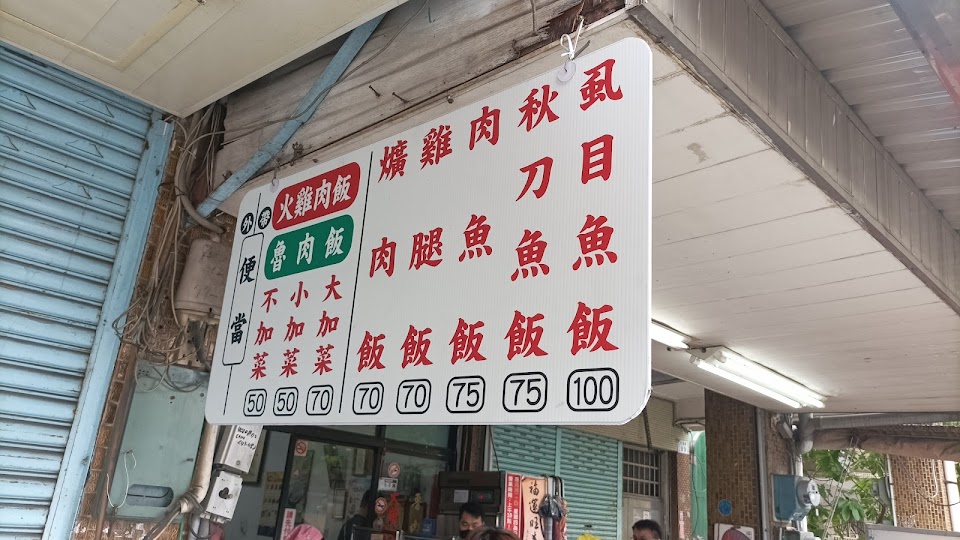 虱目魚飯
100
秋刀魚飯
75
肉魚飯
75
雞腿飯
70
爌肉飯
70
外帶
便當
火雞肉飯
魯肉飯
大加菜
70
小加菜
50
不加菜
50
福